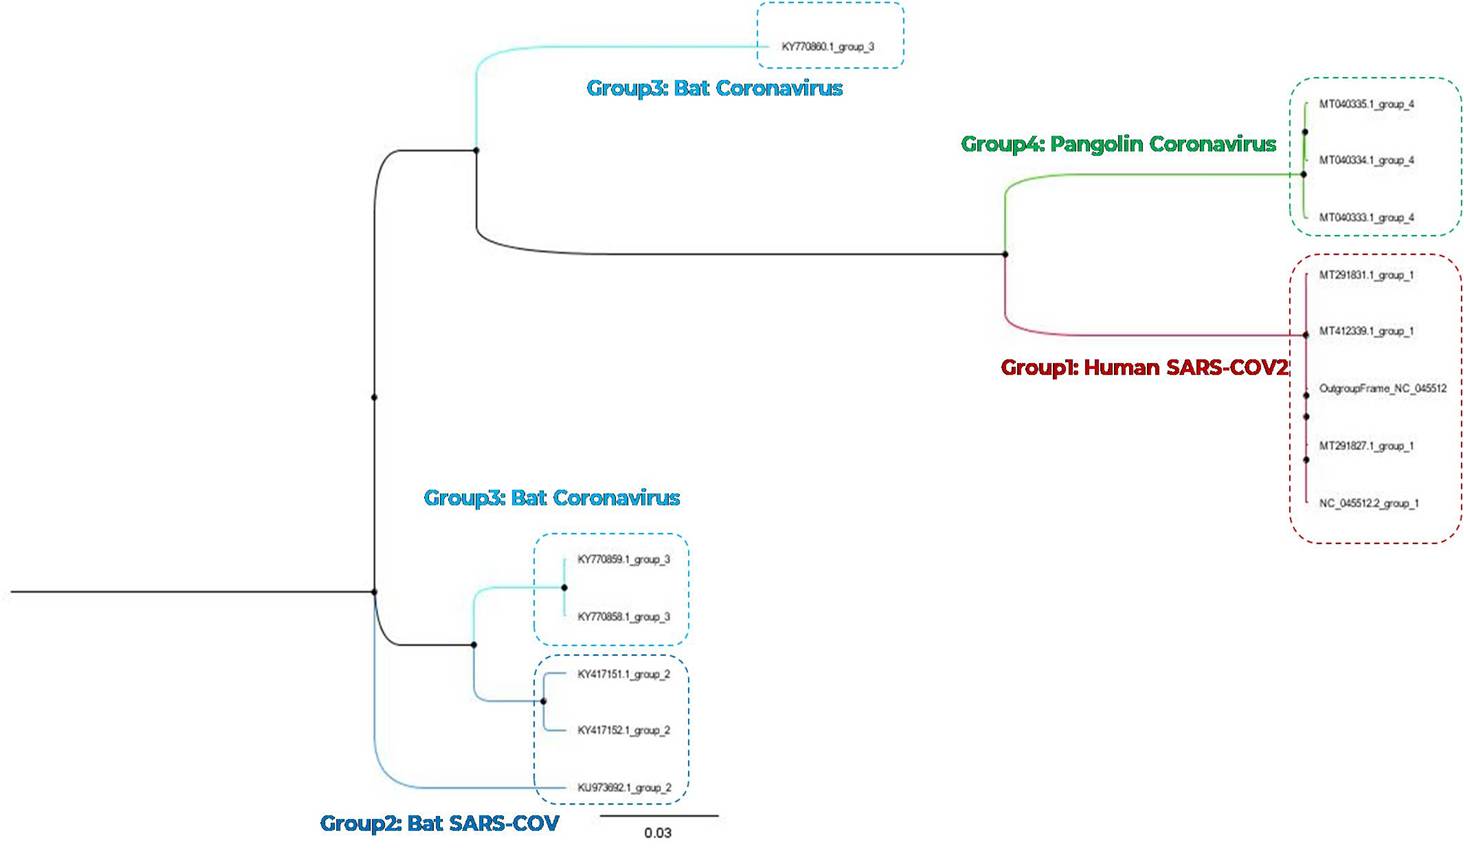 KY770860.1_group_3
Group3: Bat Coronavirus
MT040335.1_group_4
Group4: Pangolin Coronavirus
MT040334.1_group_4
MT040333.1_group_4
MT291831.1_group_1
MT412339.1_group_1
Group1: Human SARS-COV2
OutgroupFrame_NC_045512
MT291827.1_group_1
NC_045512.2_group_1
Group3: Bat Coronavirus
KY770859.1_group_3
KY770858.1_group_3
KY417151.1_group_2
KY417152.1_group_2
KU973692.1_group_2
Group2: Bat SARS-COV
0.03